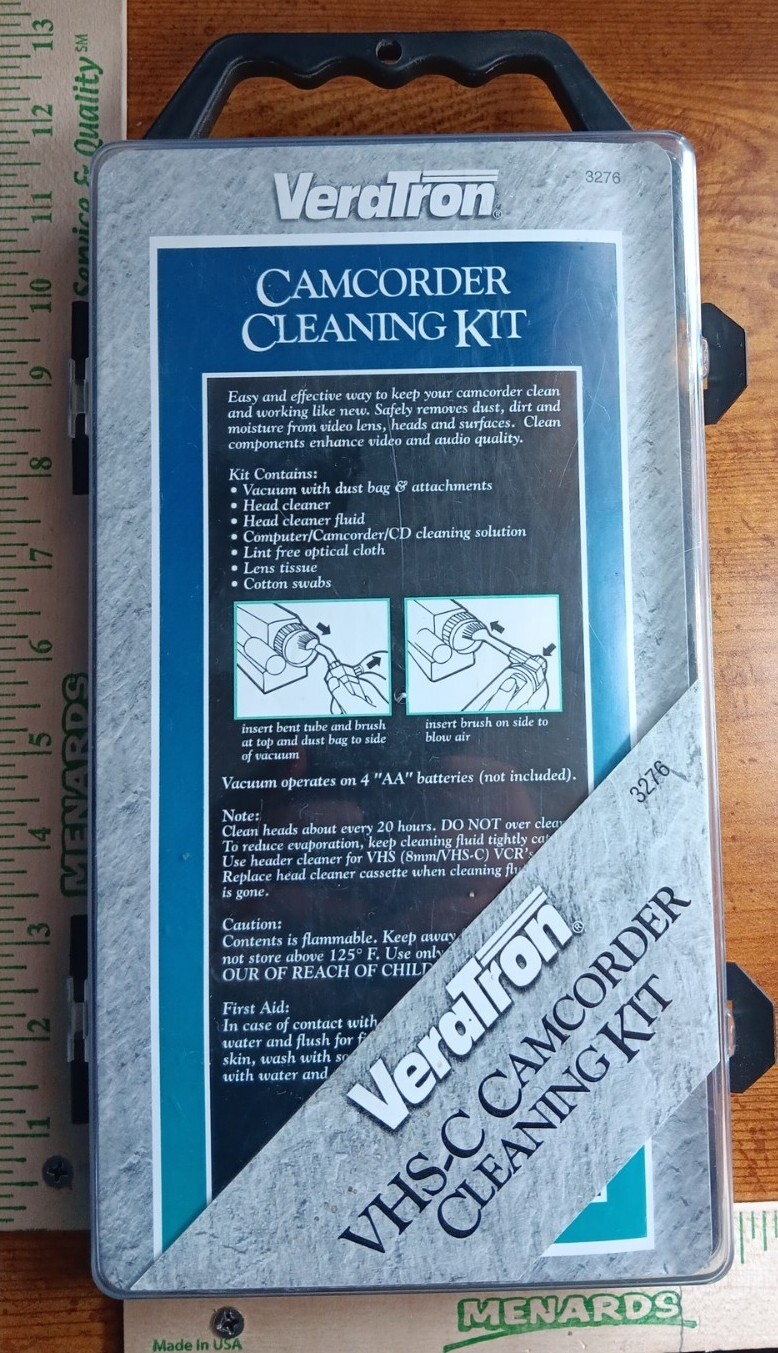 VeraTron®
3276
CAMCORDER
CLEANING KIT
Easy and effective way to keep your camcorder clean
and working like new. Safely removes dust, dirt and
moisture from video lens, heads and surfaces. Clean
components enhance video and audio quality.
Kit Contains:
• Vacuum with dust bag & attachments
• Head cleaner
• Head cleaner fluid
• Computer/Camcorder/CD cleaning solution
• Lint free optical cloth
• Lens tissue
• Cotton swabs
insert bent tube and brush
at top and dust bag to side
of vacuum
insert brush on side to
blow air
Vacuum operates on 4 "AA" batteries (not included).
Note:
Clean heads about every 20 hours. DO NOT over clea
To reduce evaporation, keep cleaning fluid tightly ca
Use header cleaner for VHS (8mm/VHS-C) VCR's
Replace head cleaner cassette when cleaning flu
is gone.
Caution:
Contents is flammable. Keep away
not store above 125° F. Use only
OUR OF REACH OF CHILD
First Aid:
In case of contact with
water and flush for f
skin, wash with so
with water and
3276
VeraTron®
VHS-C CAMCORDER
CLEANING KIT
13
12
11
10
9
8
7
6
5
4
3
2
1
Service & Quality SM
MENARDS
MENARDS
Made in USA